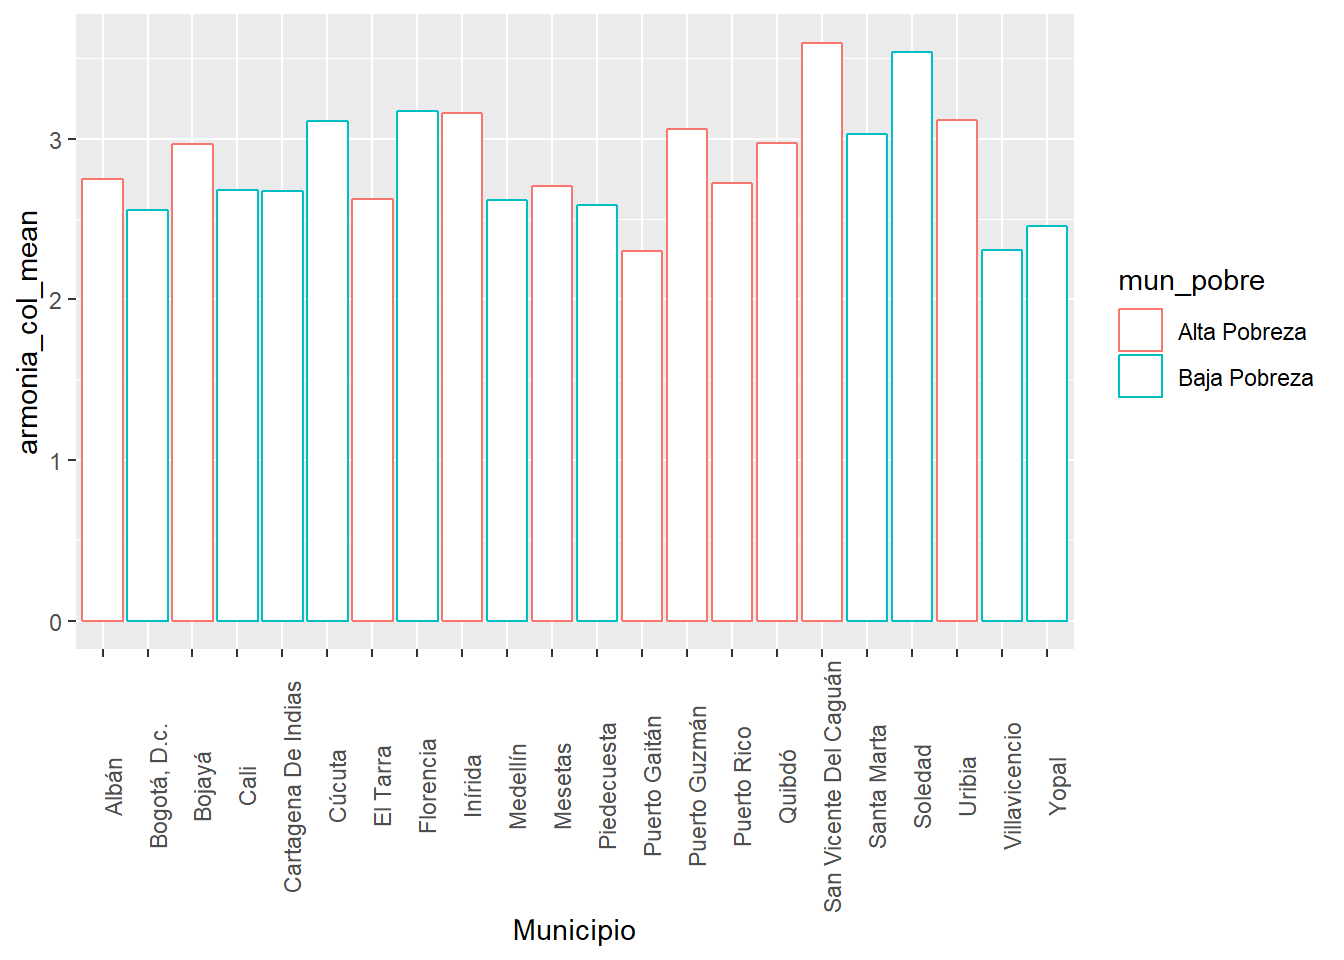 armonia_col_mean
3
2
1
0
Albán
Bogotá, D.c.
Bojayá
Cali
Cartagena De Indias
Cúcuta
El Tarra
Florencia
Inírida
Medellín
Mesetas
Piedecuesta
Puerto Gaitán
Puerto Guzmán
Puerto Rico
Quibdó
San Vicente Del Caguán
Santa Marta
Soledad
Uribia
Villavicencio
Yopal
Municipio
mun_pobre
Alta Pobreza
Baja Pobreza